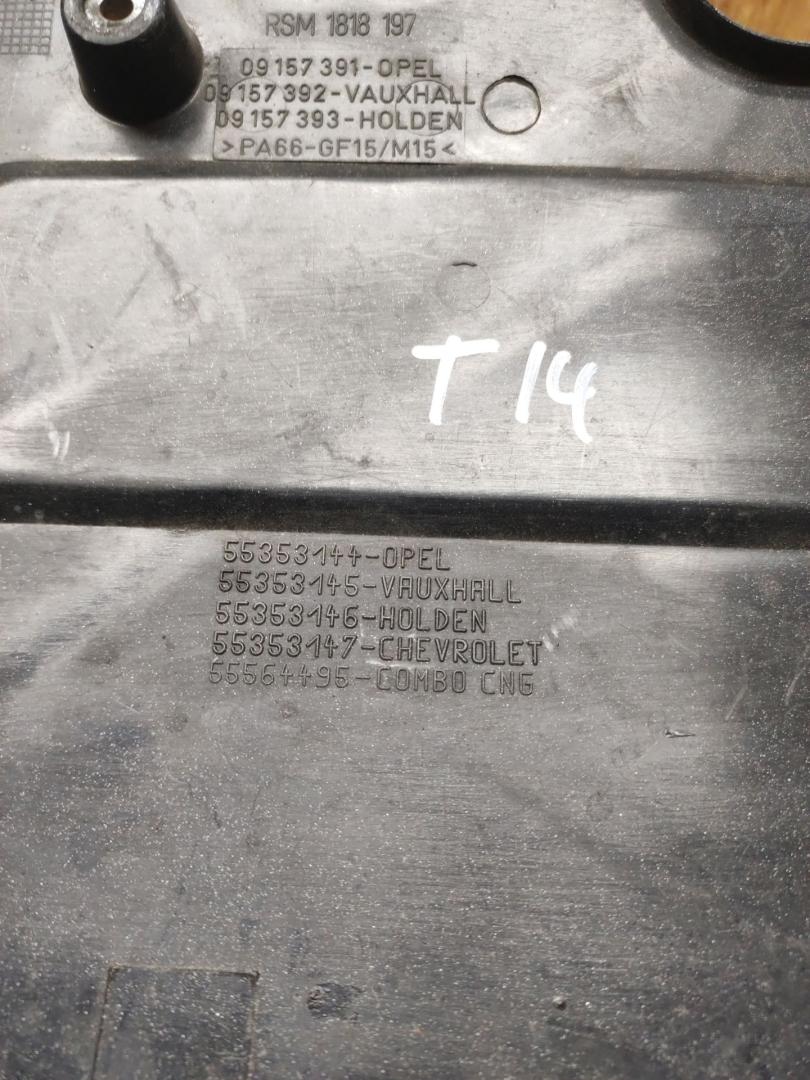 RSM 1818 197
09 157 391-OPEL
09 157 392-VAUXHALL
09 157 393-HOLDEN
>PA66-GF15/M15<
T 14
55353144-OPEL
55353145-VAUXHALL
55353146-HOLDEN
55353147-CHEVROLET
55564495-COMBO CNG